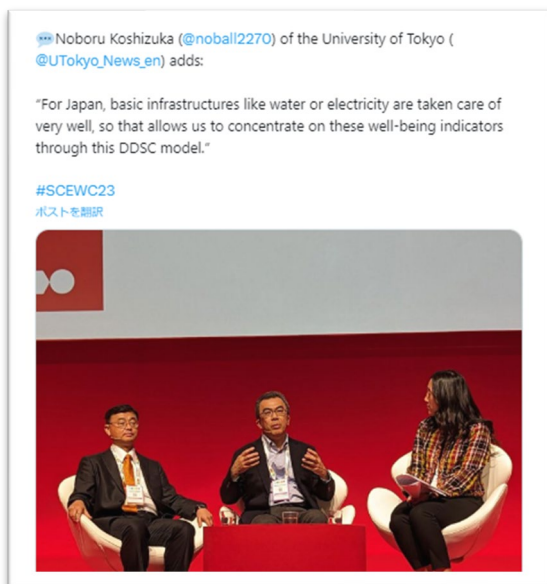 💬Noboru Koshizuka (@noball2270) of the University of Tokyo (
@UTokyo_News_en) adds:
“For Japan, basic infrastructures like water or electricity are taken care of
very well, so that allows us to concentrate on these well-being indicators
through this DDSC model.”
#SCEWC23
ポストを翻訳